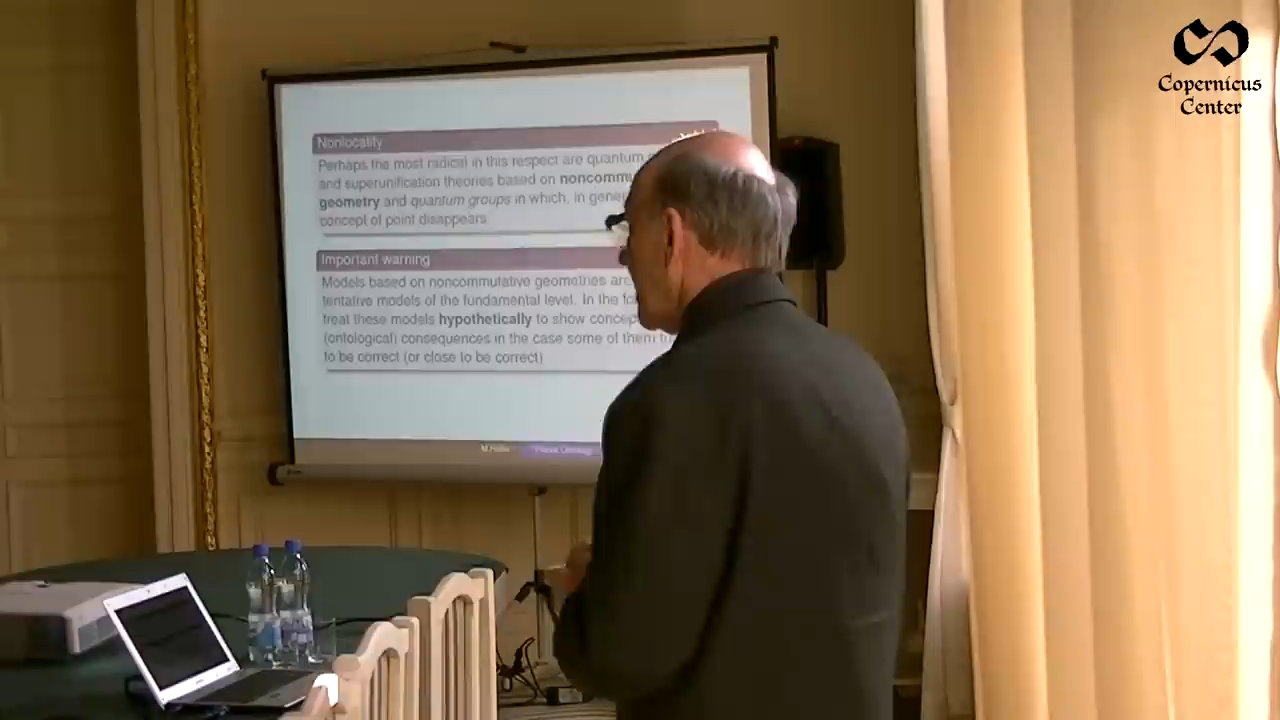 Copernicus
Center
Nonlocality
Perhaps the most radical in this respect are quantum
and superunification theories based on noncommu
geometry and quantum groups in which, in gene
concept of point disappears
Important warning
Models based on noncommutative geometries are
tentative models of the fundamental level. In the fo
treat these models hypothetically to show concep
(ontological) consequences in the case some of them
to be correct (or close to be correct)
M.Heller